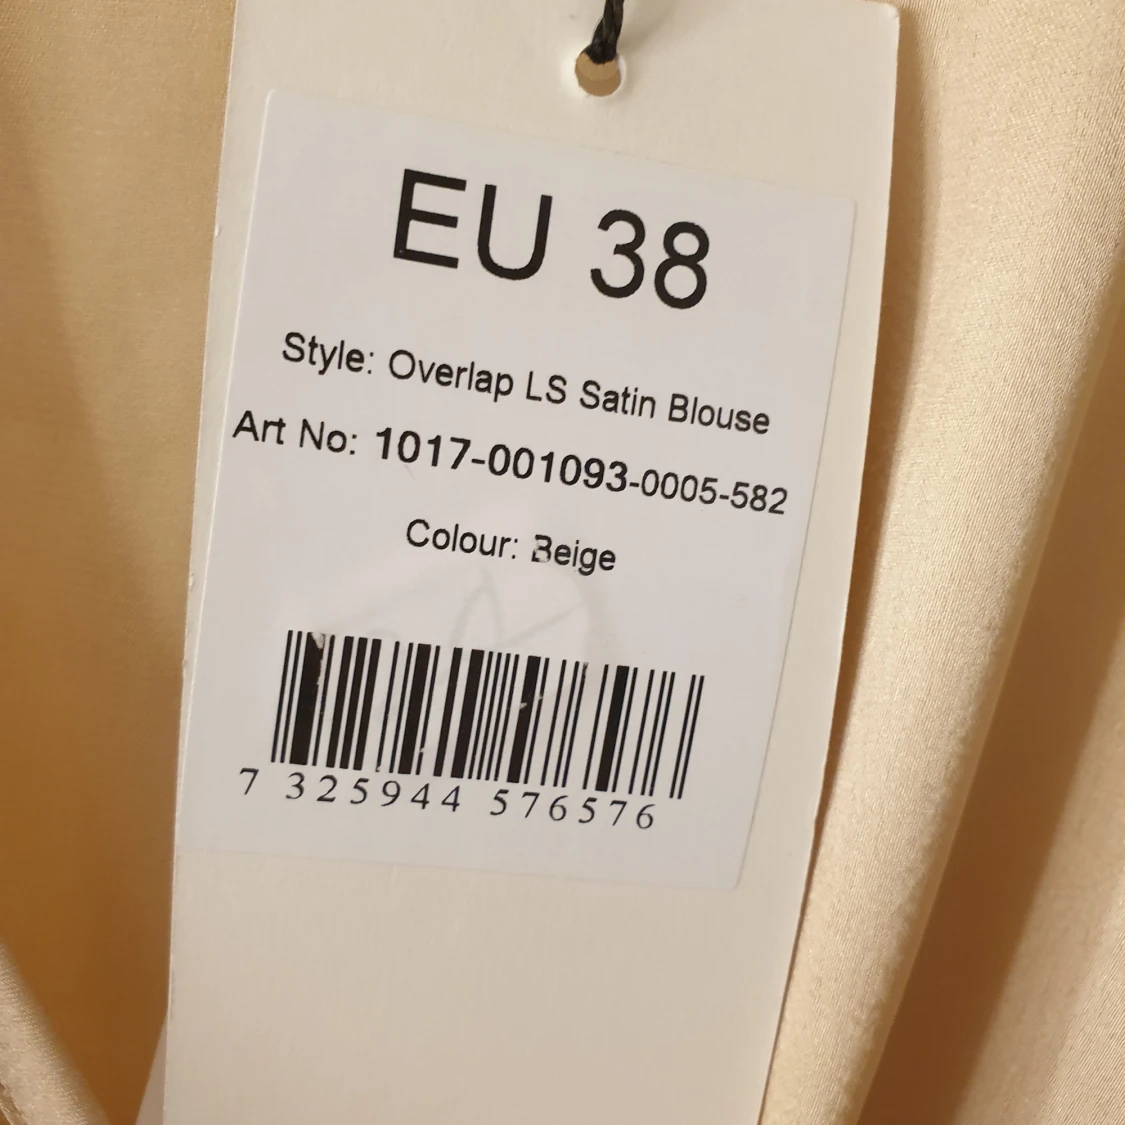 EU 38
Style: Overlap LS Satin Blouse
Art No: 1017-001093-0005-582
Colour: Beige
7 325944 576576